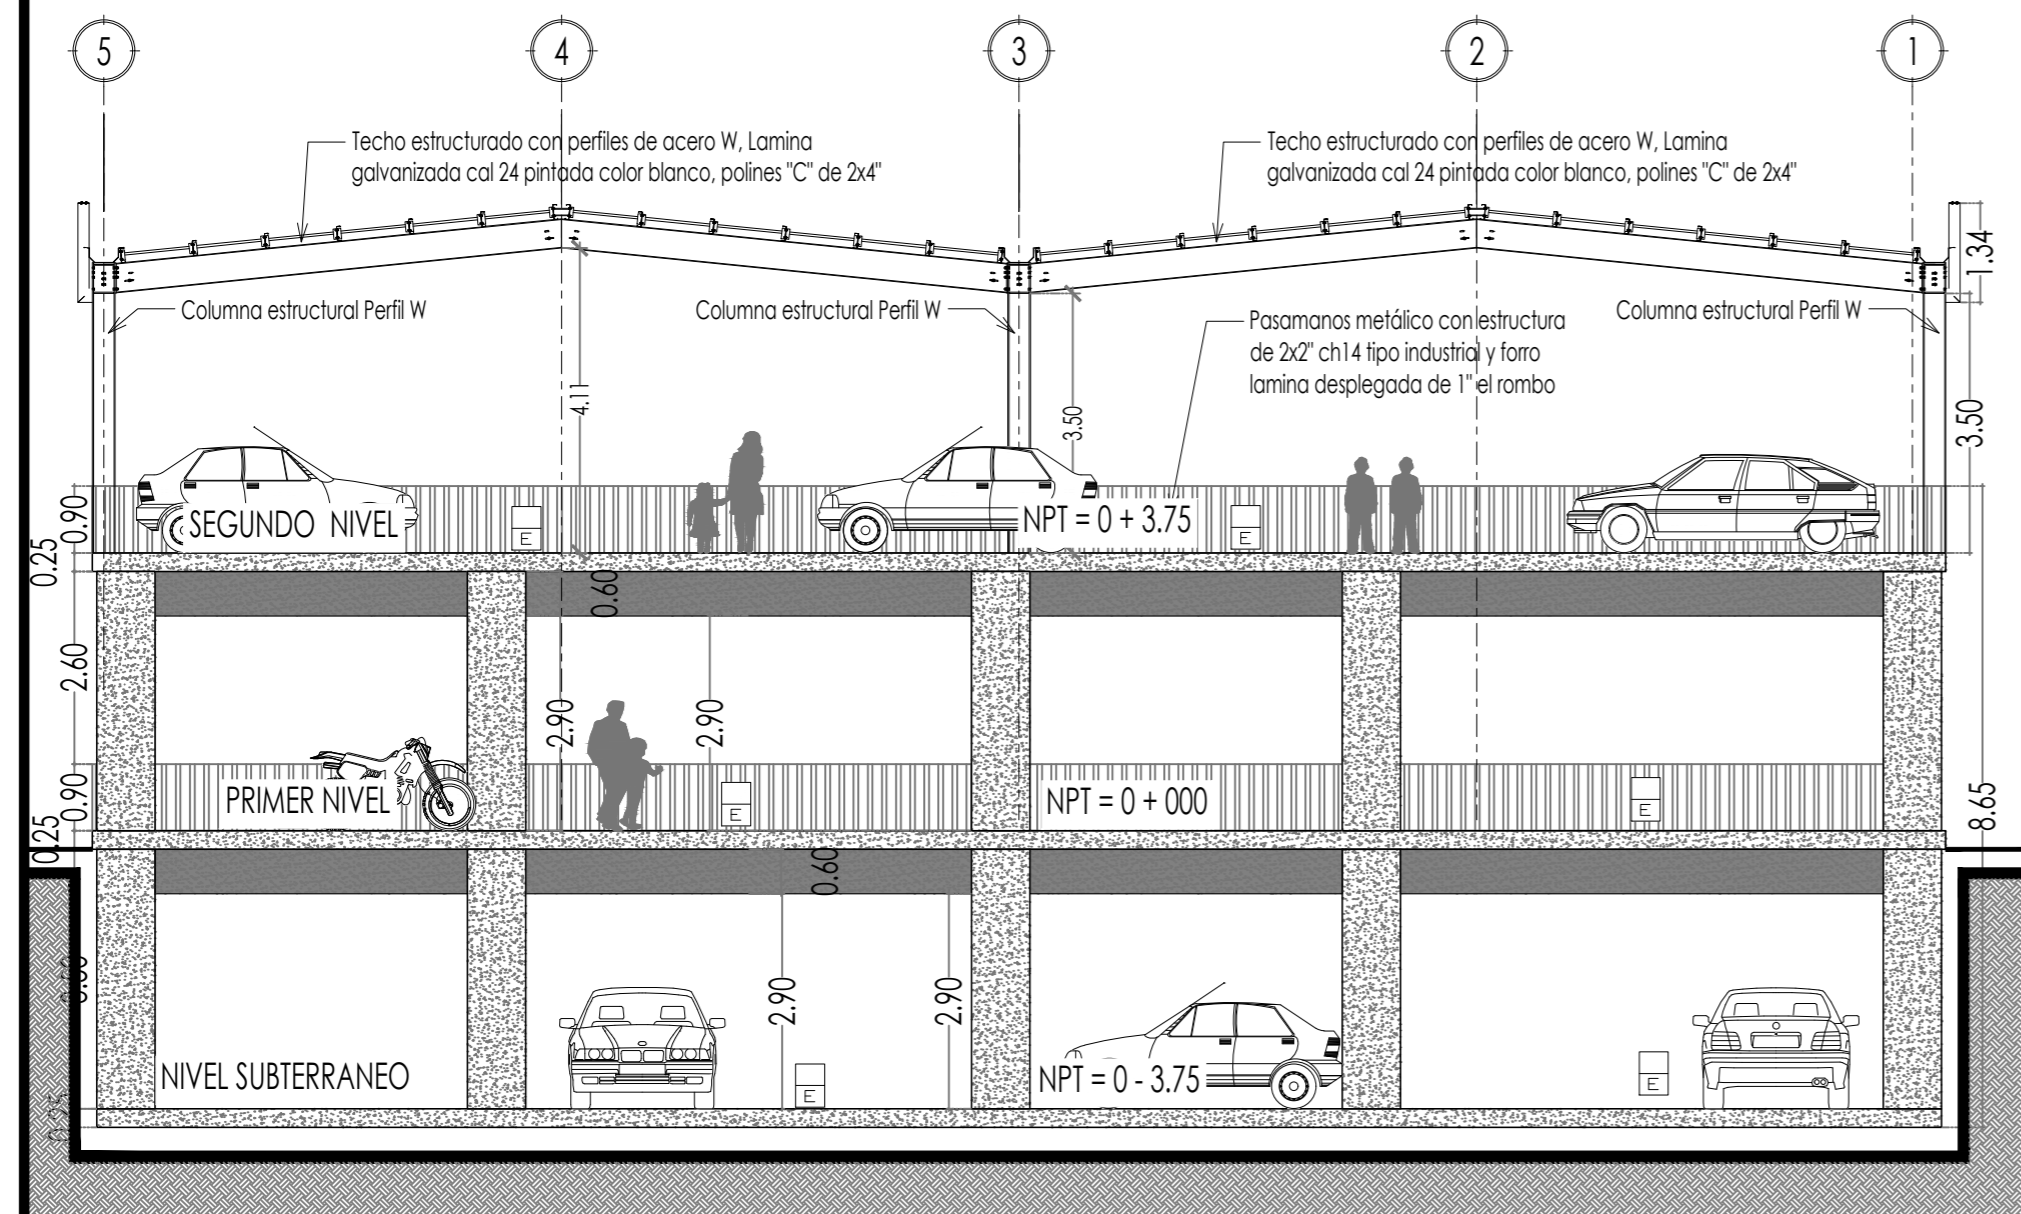 5
4
3
2
1
Techo estructurado con perfiles de acero W, Lamina
galvanizada cal 24 pintada color blanco, polines "C" de 2x4"
Techo estructurado con perfiles de acero W, Lamina
galvanizada cal 24 pintada color blanco, polines "C" de 2x4"
1.34
Columna estructural Perfil W
Columna estructural Perfil W
Pasamanos metálico con estructura
de 2x2" ch14 tipo industrial y forro
lamina desplegada de 1" el rombo
Columna estructural Perfil W
4.11
3.50
3.50
0.90
SEGUNDO NIVEL
E
NPT = 0 + 3.75
E
0.25
0.60
2.60
2.90
2.90
0.90
PRIMER NIVEL
E
NPT = 0 + 000
E
8.65
0.25
0.60
2.90
2.90
NIVEL SUBTERRANEO
E
NPT = 0 - 3.75
E
0.25